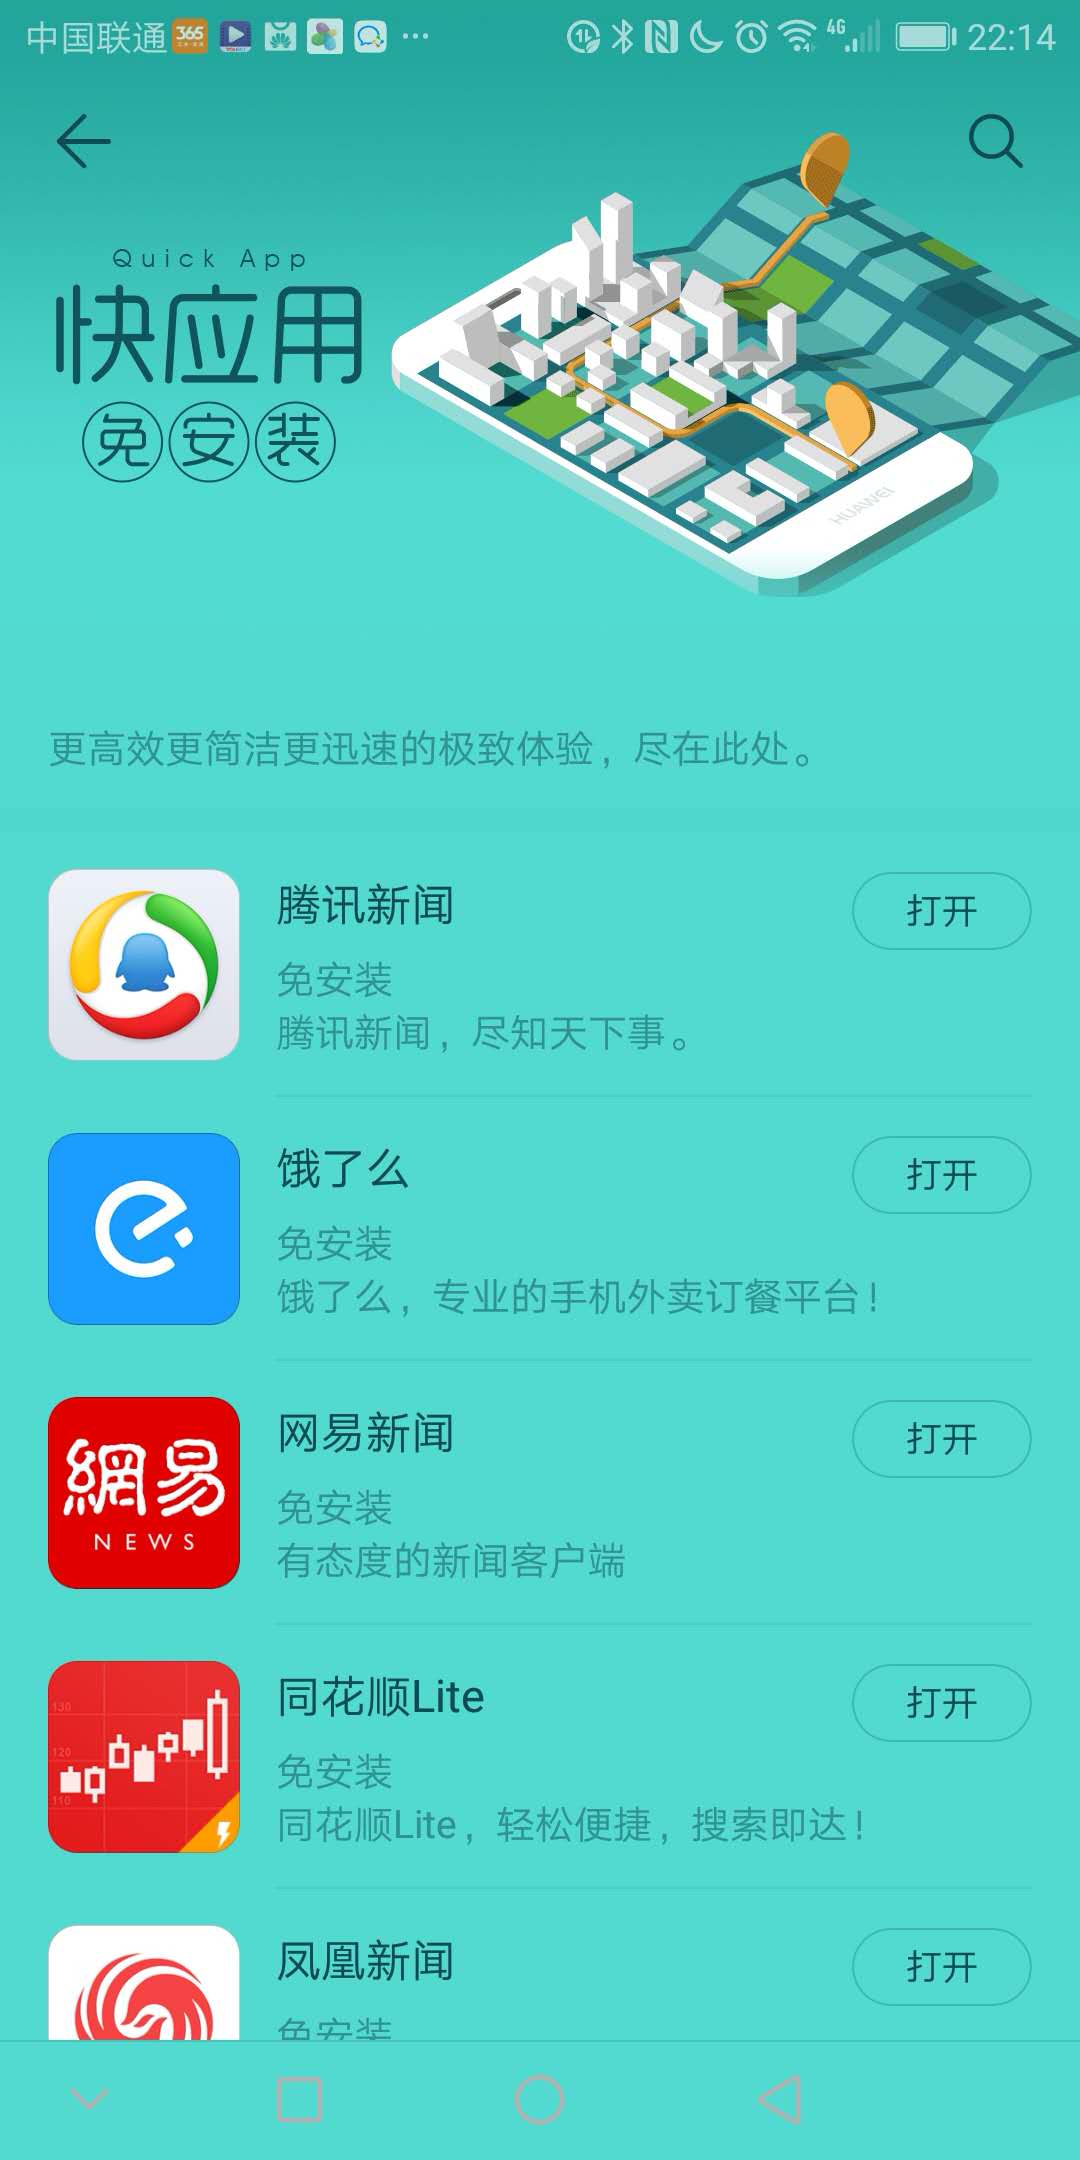 中国联通 365 4G 22:14
Quick App
快应用
免安装
HUAWEI
更高效更简洁更迅速的极致体验，尽在此处。
腾讯新闻
打开
免安装
腾讯新闻，尽知天下事。
饿了么
打开
免安装
饿了么，专业的手机外卖订餐平台！
網易
NEWS
网易新闻
打开
免安装
有态度的新闻客户端
130
120
110
同花顺Lite
打开
免安装
同花顺Lite，轻松便捷，搜索即达！
凤凰新闻
打开
免安装